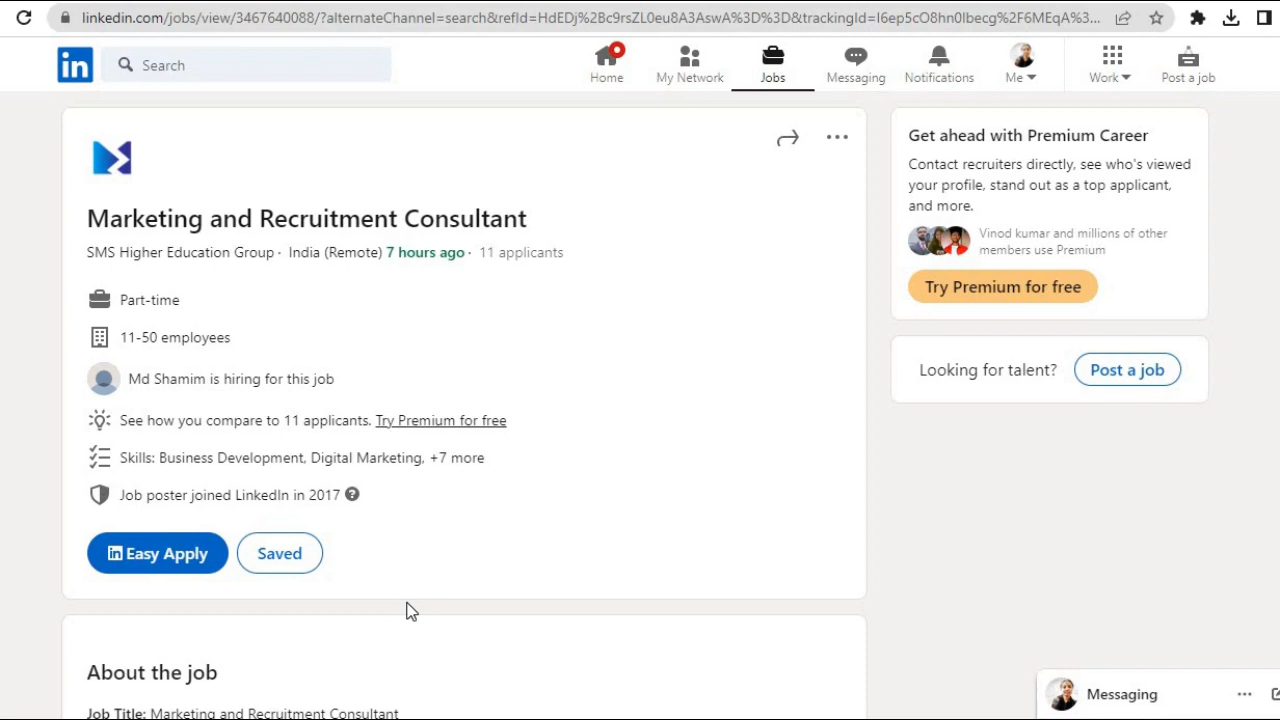 linkedin.com/jobs/view/3467640088/?alternateChannel=search&refId=HdEDj%2Bc9rsZL0eu8A3AswA%3D%3D&trackingId=I6ep5cO8hn0Ibecg%2F6MEqA%3...
in Search Home My Network Jobs Messaging Notifications Me Work Post a job
Marketing and Recruitment Consultant
SMS Higher Education Group · India (Remote) 7 hours ago · 11 applicants
Part-time
11-50 employees
Md Shamim is hiring for this job
See how you compare to 11 applicants. Try Premium for free
Skills: Business Development, Digital Marketing, +7 more
Job poster joined LinkedIn in 2017 ?
in Easy Apply Saved
About the job
Job Title: Marketing and Recruitment Consultant
Get ahead with Premium Career
Contact recruiters directly, see who's viewed
your profile, stand out as a top applicant,
and more.
Vinod kumar and millions of other
members use Premium
Try Premium for free
Looking for talent? Post a job
Messaging